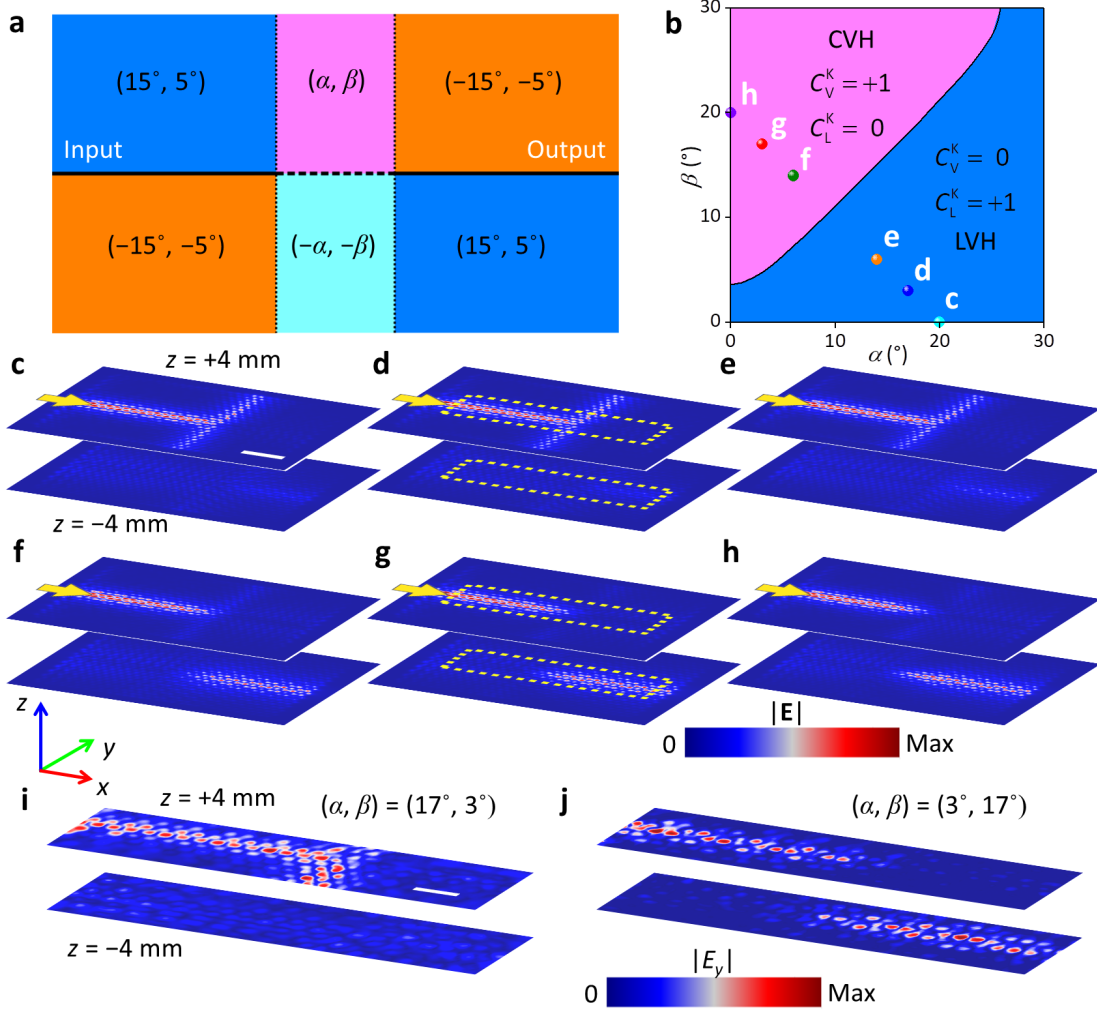 a
(15°, 5°)
(α, β)
(−15°, −5°)
Input
Output
(−15°, −5°)
(−α, −β)
(15°, 5°)
b
30
20
10
0
β (°)
0
10
20
30
α (°)
CVH
C_V^K = +1
C_L^K = 0
C_V^K = 0
C_L^K = +1
LVH
h
g
f
e
d
c
c
z = +4 mm
z = −4 mm
d
e
f
g
h
z
y
x
|E|
0
Max
i
z = +4 mm
(α, β) = (17°, 3°)
z = −4 mm
j
(α, β) = (3°, 17°)
|E_y|
0
Max